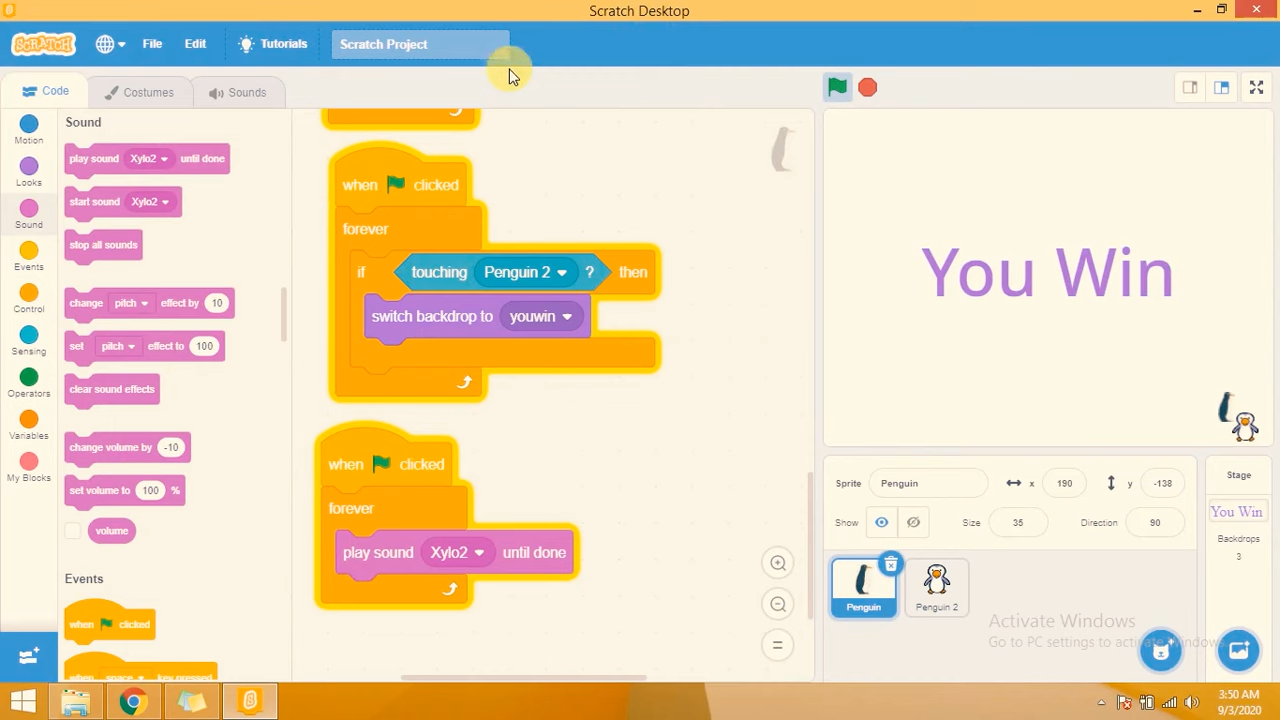 Scratch Desktop
SCRATCH File Edit Tutorials Scratch Project
Code Costumes Sounds
Motion
Looks
Sound
Events
Control
Sensing
Operators
Variables
My Blocks
Sound
play sound Xylo2 until done
start sound Xylo2
stop all sounds
change pitch effect by 10
set pitch effect to 100
clear sound effects
change volume by -10
set volume to 100 %
volume
Events
when clicked
when space key pressed
when clicked
forever
if touching Penguin 2 ? then
switch backdrop to youwin
when clicked
forever
play sound Xylo2 until done
You Win
Sprite Penguin x 190 y -138
Show Size 35 Direction 90
Penguin
Penguin 2
Stage
You Win
Backdrops
3
Activate Windows
Go to PC settings to activate Windows.
3:50 AM
9/3/2020